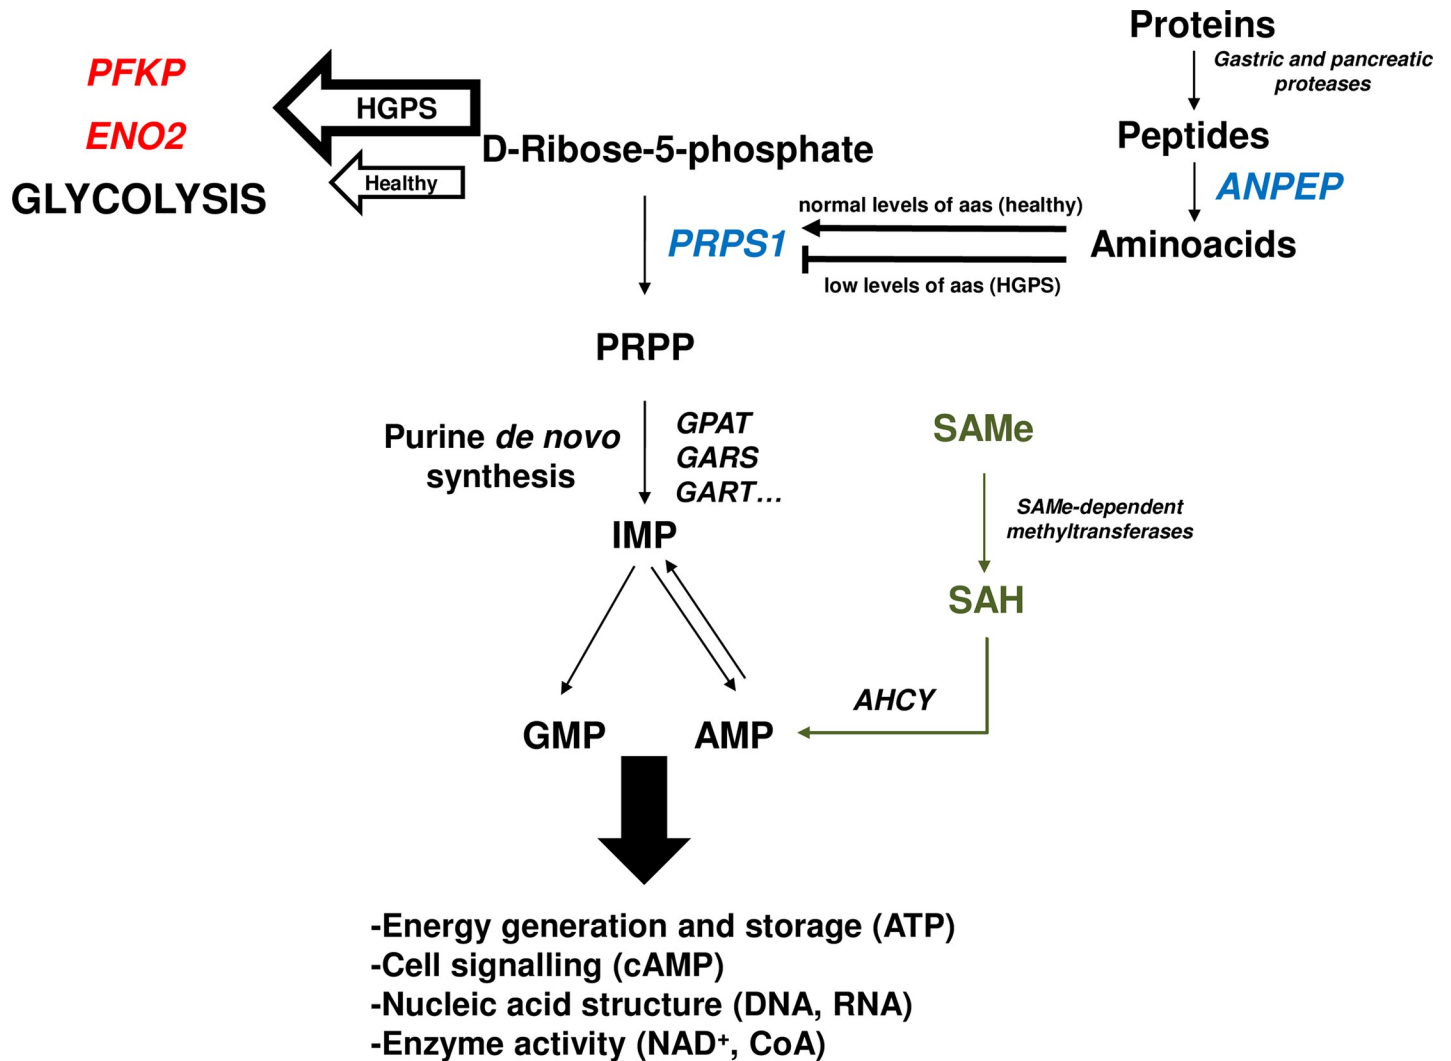 Proteins
Gastric and pancreatic
proteases
PFKP
HGPS
ENO2
D-Ribose-5-phosphate
Peptides
Healthy
GLYCOLYSIS
ANPEP
normal levels of aas (healthy)
PRPS1
Aminoacids
low levels of aas (HGPS)
PRPP
Purine de novo
synthesis
GPAT
GARS
GART…
SAMe
SAMe-dependent
methyltransferases
IMP
SAH
AHCY
GMP
AMP
-Energy generation and storage (ATP)
-Cell signalling (cAMP)
-Nucleic acid structure (DNA, RNA)
-Enzyme activity (NAD⁺, CoA)